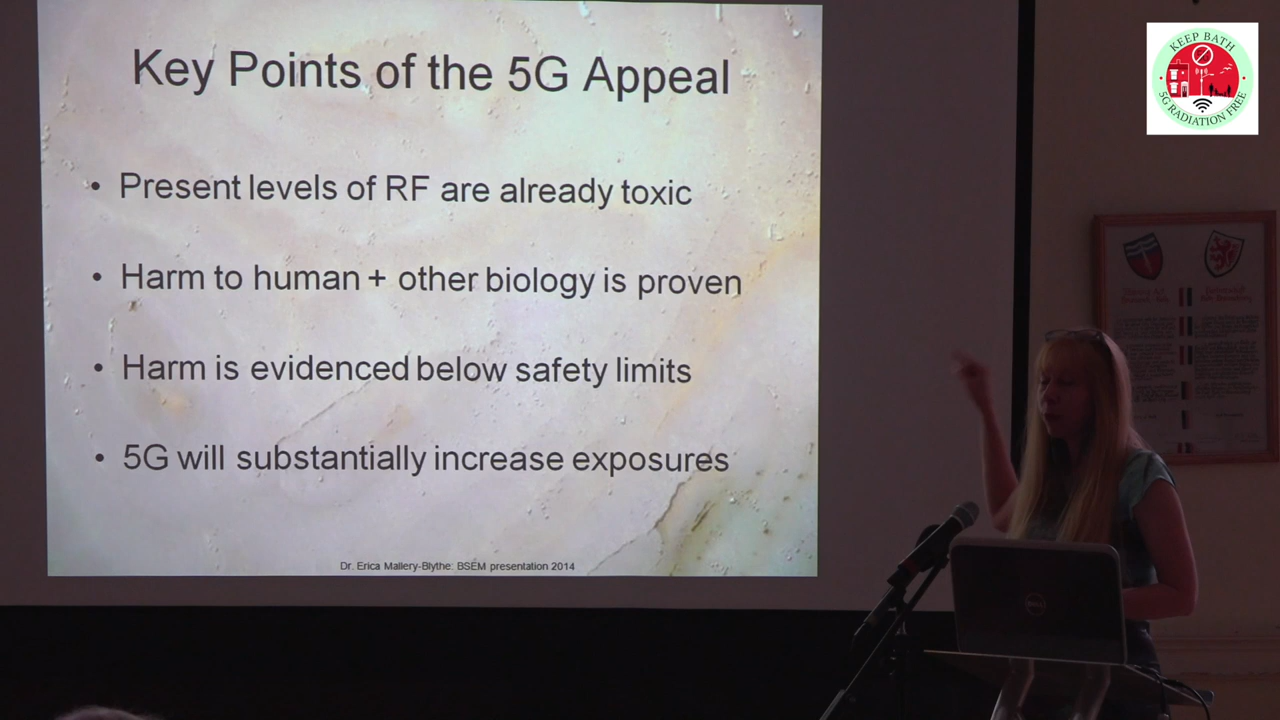 Key Points of the 5G Appeal
• Present levels of RF are already toxic
• Harm to human + other biology is proven
• Harm is evidenced below safety limits
• 5G will substantially increase exposures
Dr. Erica Mallery-Blythe: BSEM presentation 2014
KEEP BATH
5G RADIATION FREE
DELL